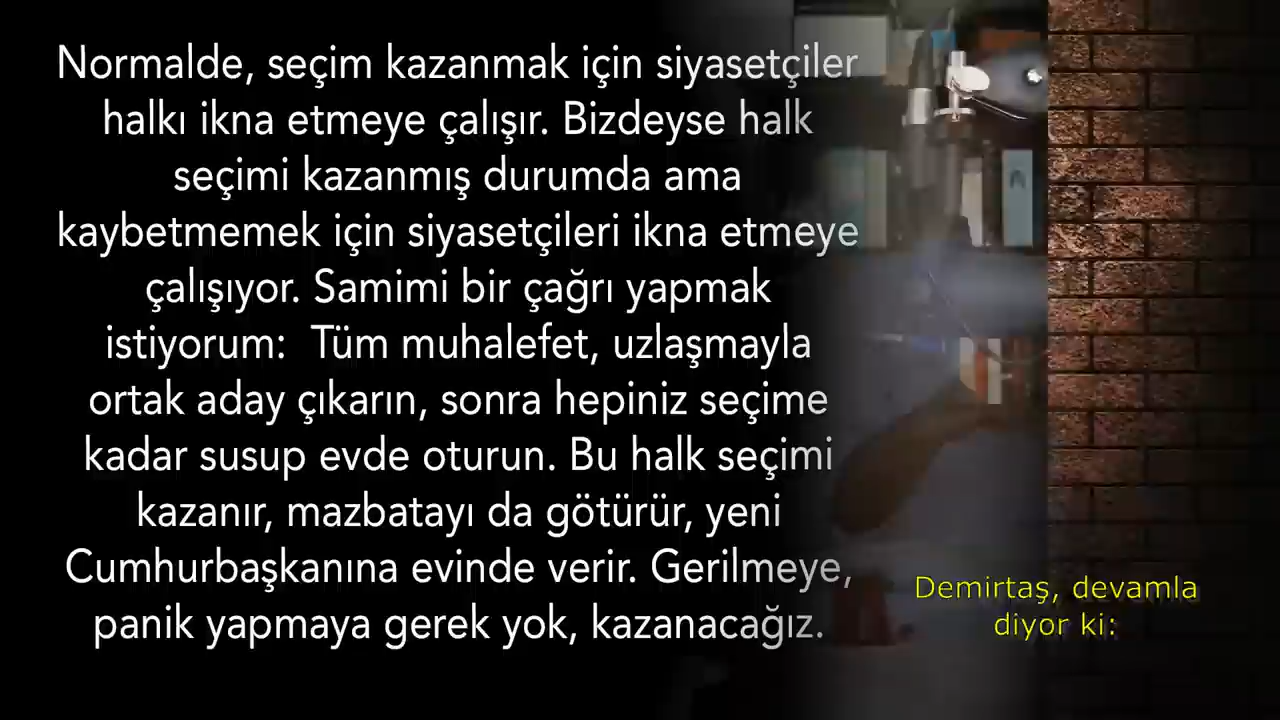 Normalde, seçim kazanmak için siyasetçiler
halkı ikna etmeye çalışır. Bizdeyse halk
seçimi kazanmış durumda ama
kaybetmemek için siyasetçileri ikna etmeye
çalışıyor. Samimi bir çağrı yapmak
istiyorum:  Tüm muhalefet, uzlaşmayla
ortak aday çıkarın, sonra hepiniz seçime
kadar susup evde oturun. Bu halk seçimi
kazanır, mazbatayı da götürür, yeni
Cumhurbaşkanına evinde verir. Gerilmeye,
panik yapmaya gerek yok, kazanacağız.
Demirtaş, devamla
diyor ki: